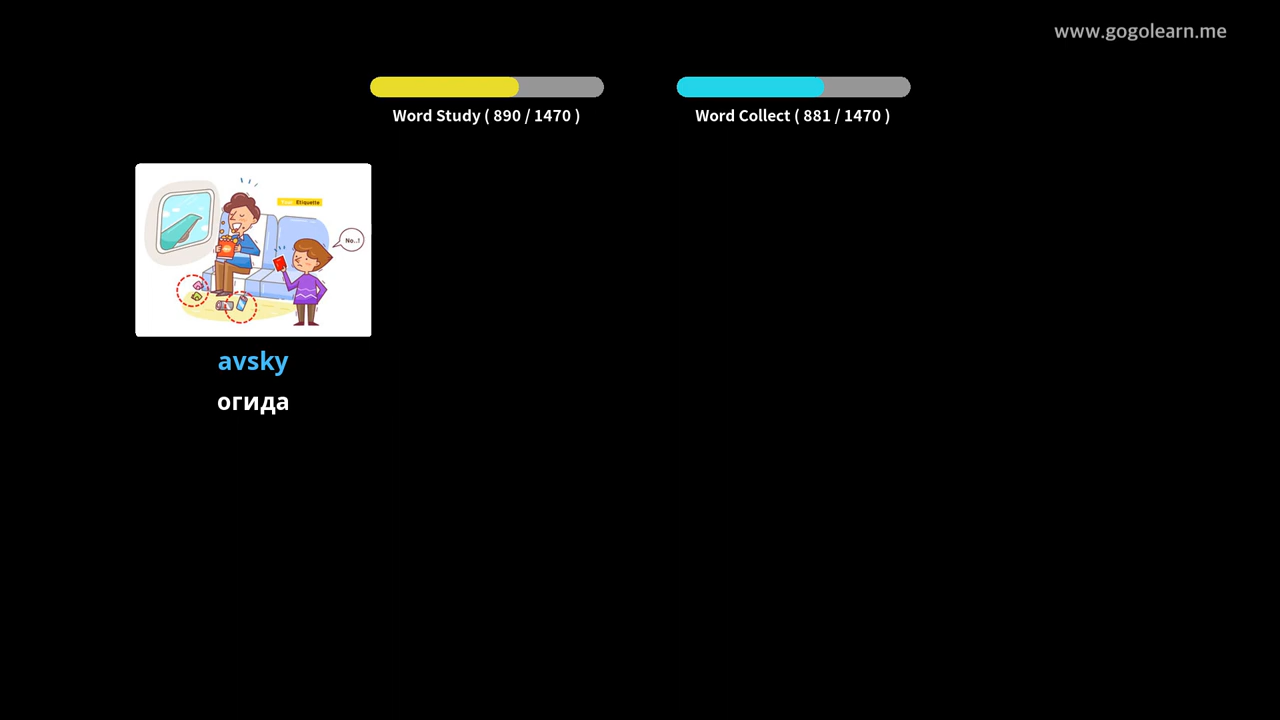 www.gogolearn.me
Word Study ( 890 / 1470 )
Word Collect ( 881 / 1470 )
Etiquette
No..!
avsky
огида